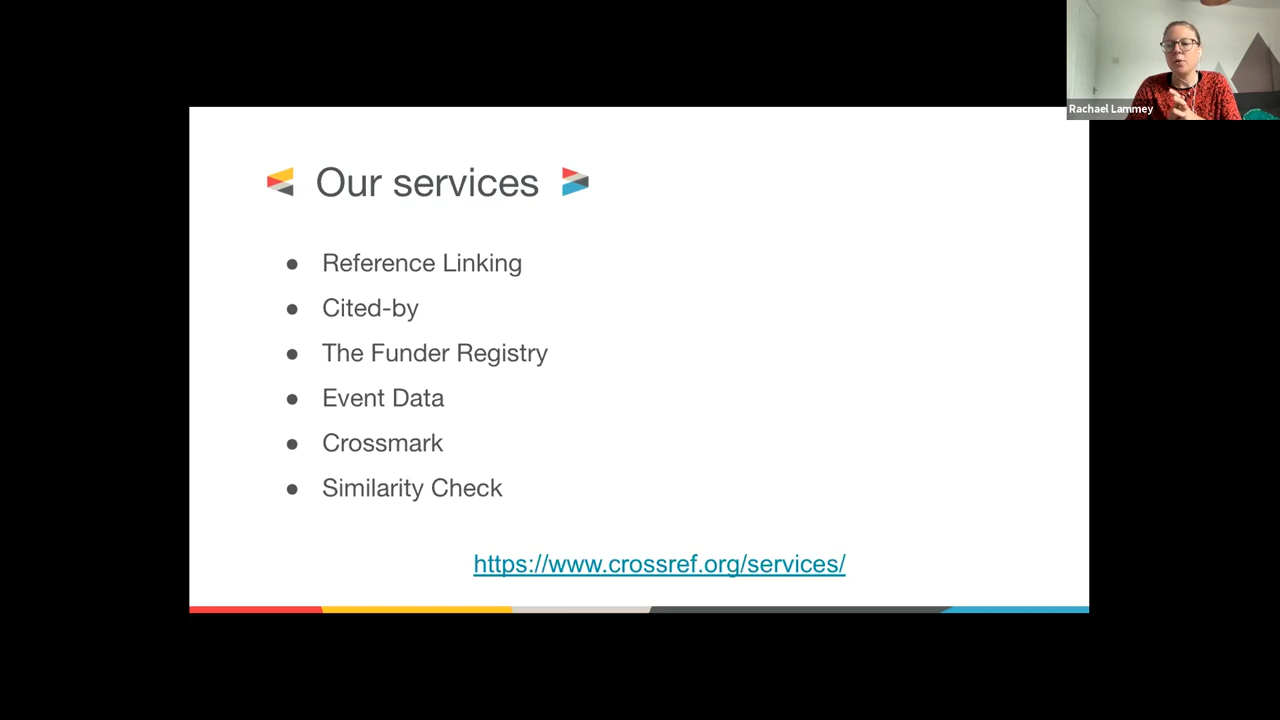 Rachael Lammey
Our services
● Reference Linking
● Cited-by
● The Funder Registry
● Event Data
● Crossmark
● Similarity Check
https://www.crossref.org/services/